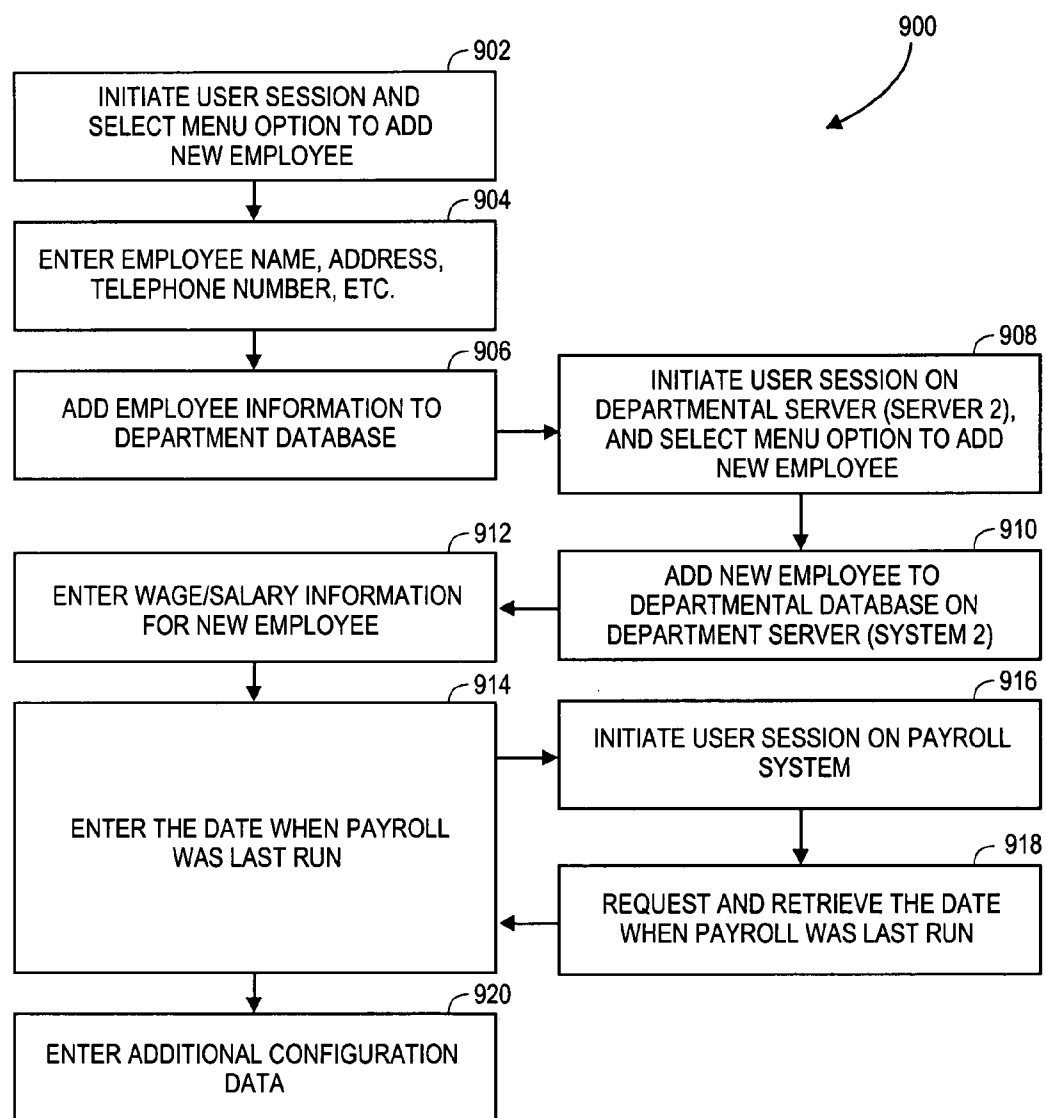 900
902
INITIATE USER SESSION AND
SELECT MENU OPTION TO ADD
NEW EMPLOYEE
904
ENTER EMPLOYEE NAME, ADDRESS,
TELEPHONE NUMBER, ETC.
906
ADD EMPLOYEE INFORMATION TO
DEPARTMENT DATABASE
908
INITIATE USER SESSION ON
DEPARTMENTAL SERVER (SERVER 2),
AND SELECT MENU OPTION TO ADD
NEW EMPLOYEE
910
ADD NEW EMPLOYEE TO
DEPARTMENTAL DATABASE ON
DEPARTMENT SERVER (SYSTEM 2)
912
ENTER WAGE/SALARY INFORMATION
FOR NEW EMPLOYEE
914
ENTER THE DATE WHEN PAYROLL
WAS LAST RUN
916
INITIATE USER SESSION ON PAYROLL
SYSTEM
918
REQUEST AND RETRIEVE THE DATE
WHEN PAYROLL WAS LAST RUN
920
ENTER ADDITIONAL CONFIGURATION
DATA